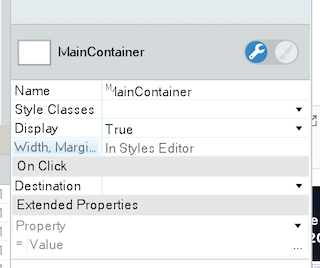 MainContainer
Name MainContainer
Style Classes
Display True
Width, Margi... In Styles Editor
On Click
Destination
Extended Properties
Property
= Value ...